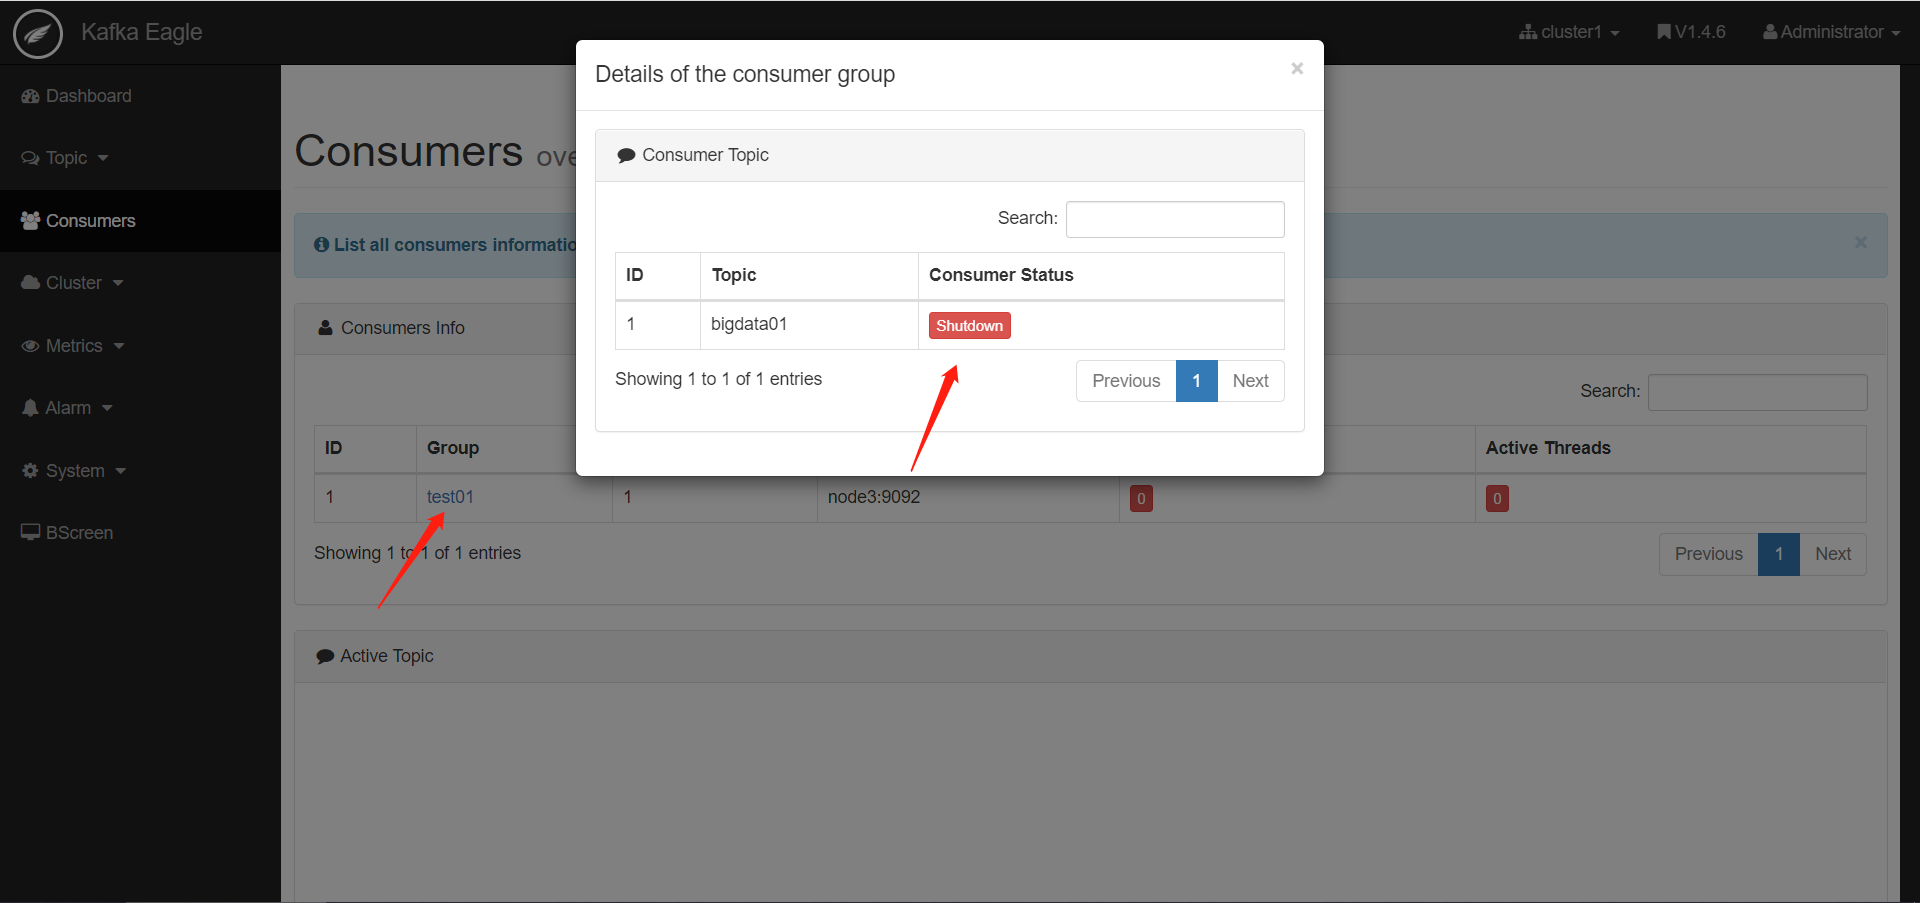 Kafka Eagle
cluster1
V1.4.6
Administrator
Dashboard
Topic
Consumers
Cluster
Metrics
Alarm
System
BScreen
Details of the consumer group
×
Consumer Topic
Search:
ID Topic Consumer Status
1 bigdata01 Shutdown
Showing 1 to 1 of 1 entries
Previous 1 Next
Consumers
List all consumers
×
Consumers Info
Search:
ID Group Active Threads
1 test01 1 node3:9092 0 0
Showing 1 to 1 of 1 entries
Previous 1 Next
Active Topic